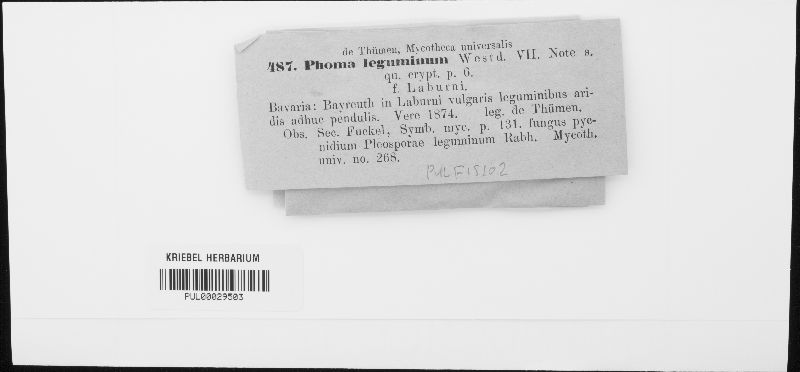 de Thümen, Mycotheca universalis
487. Phoma leguminum Westd. VII. Note s.
qu. crypt. p. 6.
f. Laburni.
Bavaria: Bayreuth in Laburni vulgaris leguminibus ari-
dis adhuc pendulis. Vere 1874. leg. de Thümen.
Obs. Sec. Fuckel, Symb. myc. p. 131. fungus pyc-
nidium Pleosporae leguminum Rabh. Mycoth.
univ. no. 268.
PUL F15102
KRIEBEL HERBARIUM
PUL00029503